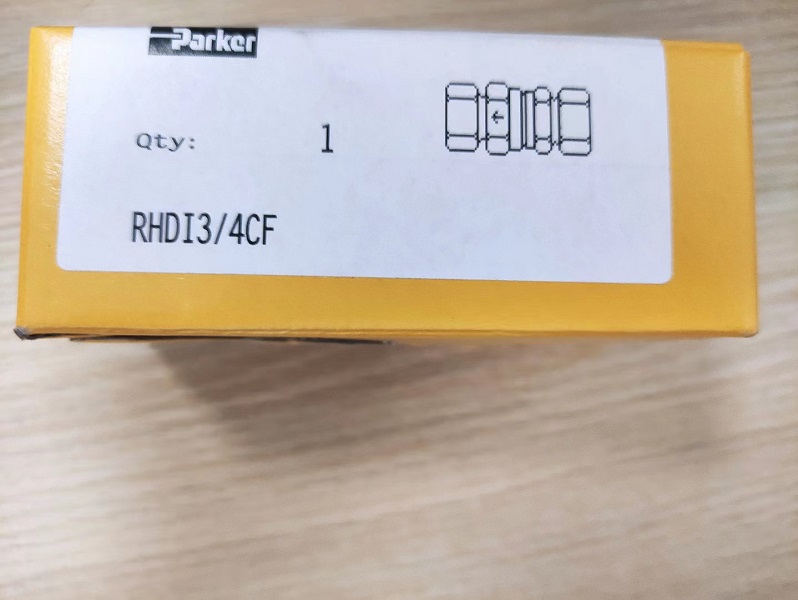 Parker
Qty: 1
RHDI3/4CF